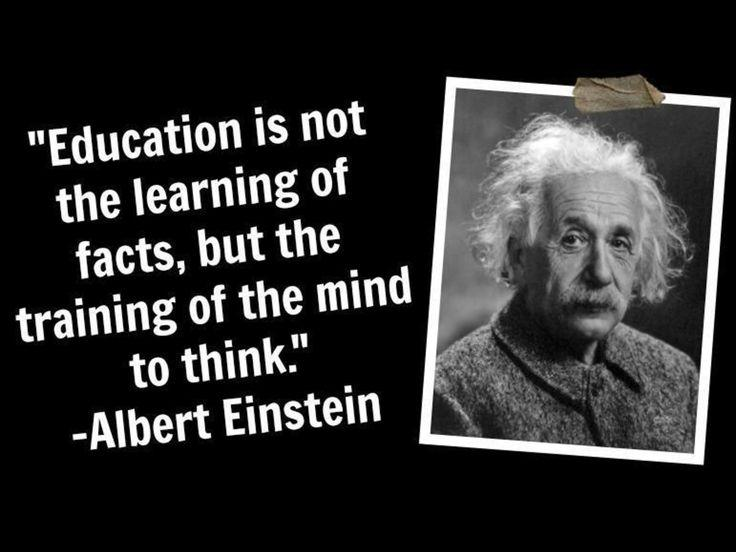 "Education is not
the learning of
facts, but the
training of the mind
to think."
-Albert Einstein